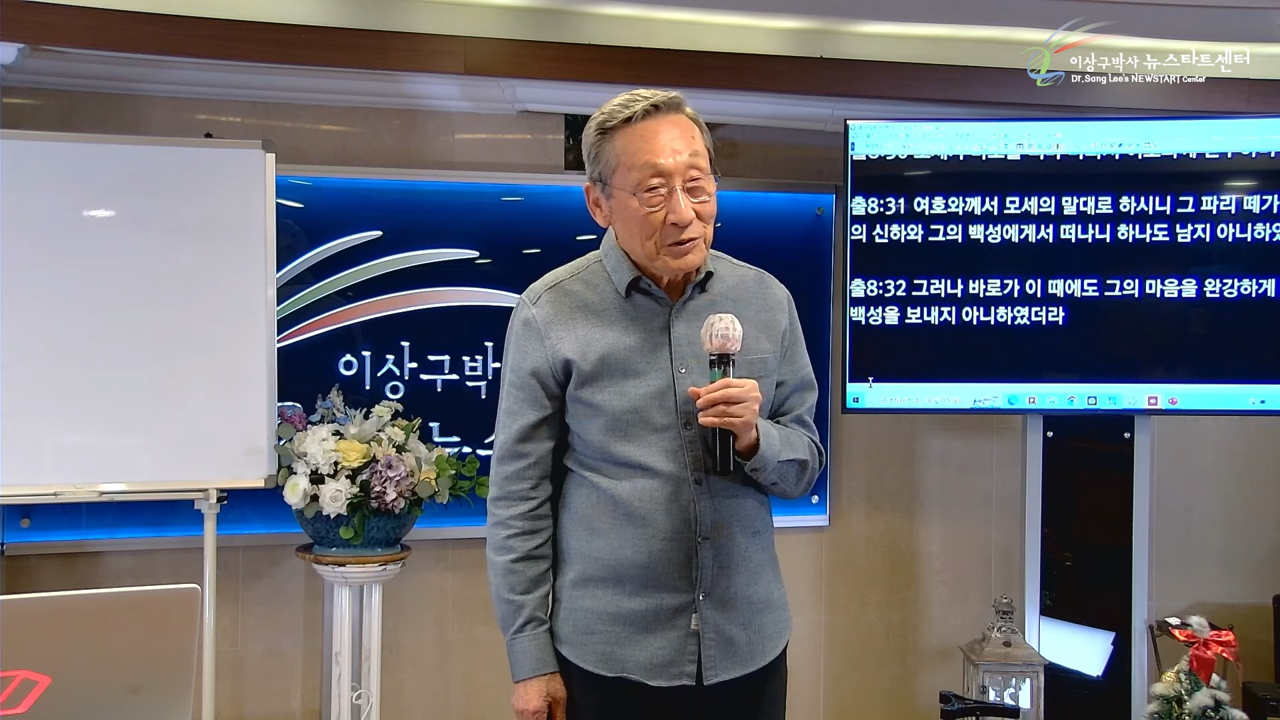 이상구박사 뉴스타트센터
Dr. Sang Lee's NEWSTART Center
출8:31 여호와께서 모세의 말대로 하시니 그 파리 떼가
의 신하와 그의 백성에게서 떠나니 하나도 남지 아니하였
출8:32 그러나 바로가 이 때에도 그의 마음을 완강하게
백성을 보내지 아니하였더라
이상구박
뉴스